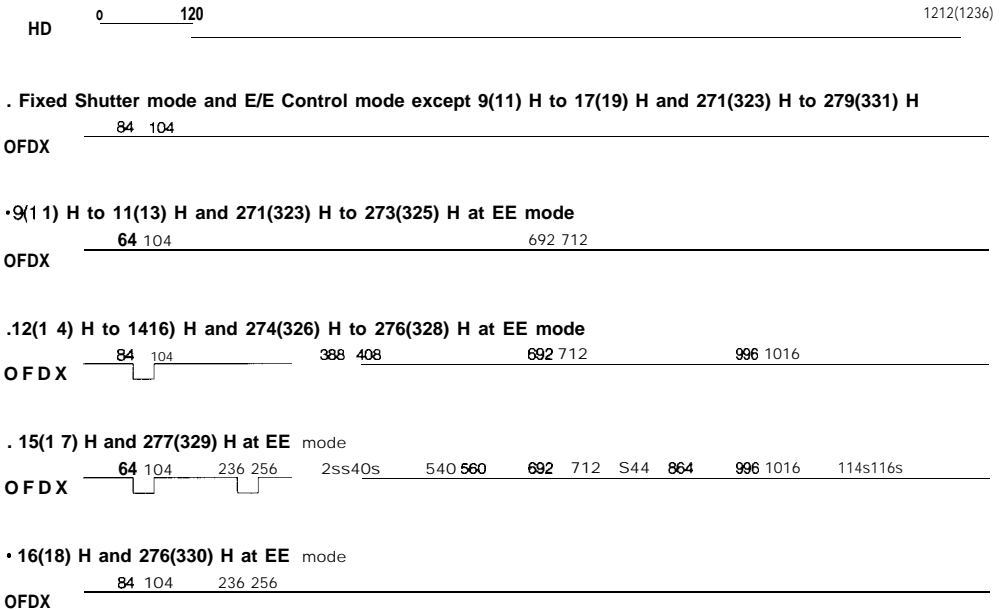 o 120 1212(1236)
HD
. Fixed Shutter mode and E/E Control mode except 9(11) H to 17(19) H and 271(323) H to 279(331) H
84 104
OFDX
•9(1 1) H to 11(13) H and 271(323) H to 273(325) H at EE mode
64 104 692 712
OFDX
.12(1 4) H to 1416) H and 274(326) H to 276(328) H at EE mode
84 104 388 408 692 712 996 1016
OFDX
. 15(1 7) H and 277(329) H at EE mode
64 104 236 256 2ss40s 540 560 692 712 S44 864 996 1016 114s116s
OFDX
• 16(18) H and 276(330) H at EE mode
84 104 236 256
OFDX